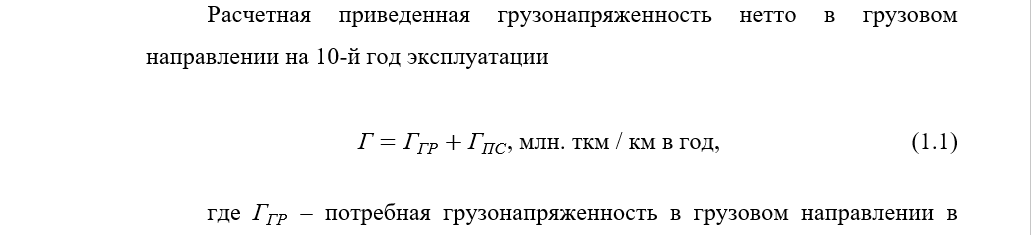 Расчетная приведенная грузонапряженность нетто в грузовом
направлении на 10-й год эксплуатации
Г = Г_ГР + Г_ПС, млн. ткм / км в год, (1.1)
где Г_ГР – потребная грузонапряженность в грузовом направлении в